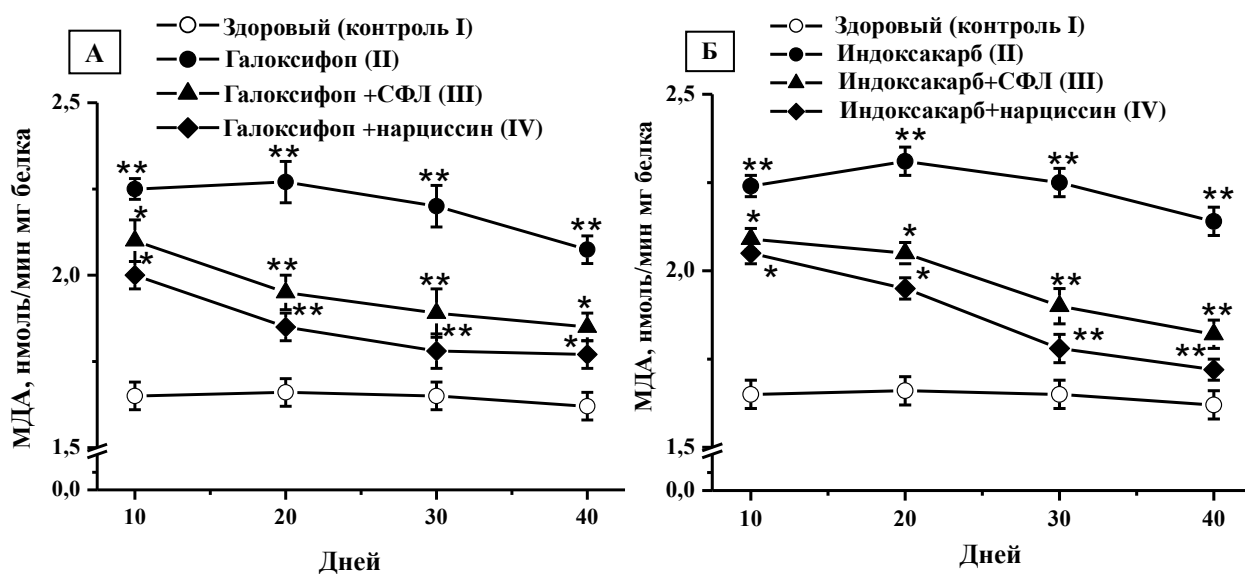 А
Здоровый (контроль I)
Галоксифоп (II)
Галоксифоп +СФЛ (III)
Галоксифоп +нарциссин (IV)
МДА, нмоль/мин мг белка
2,5
2,0
1,5
0,0
** ** ** **
* ** ** *
* ** ** *
10 20 30 40
Дней
Б
Здоровый (контроль I)
Индоксакарб (II)
Индоксакарб+СФЛ (III)
Индоксакарб+нарциссин (IV)
МДА, нмоль/мин мг белка
2,5
2,0
1,5
0,0
** ** ** **
* * ** **
* * ** **
10 20 30 40
Дней